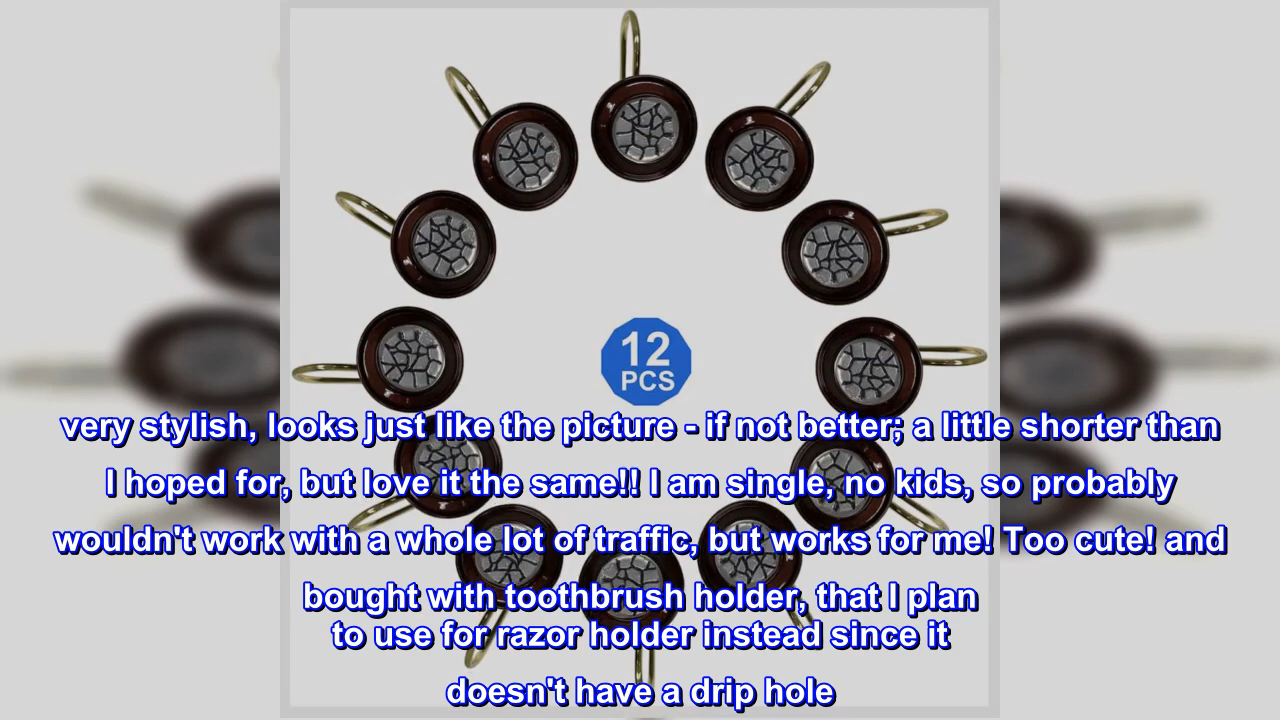 12
PCS
very stylish, looks just like the picture - if not better; a little shorter than
I hoped for, but love it the same!! I am single, no kids, so probably
wouldn't work with a whole lot of traffic, but works for me! Too cute! and
bought with toothbrush holder, that I plan
to use for razor holder instead since it
doesn't have a drip hole